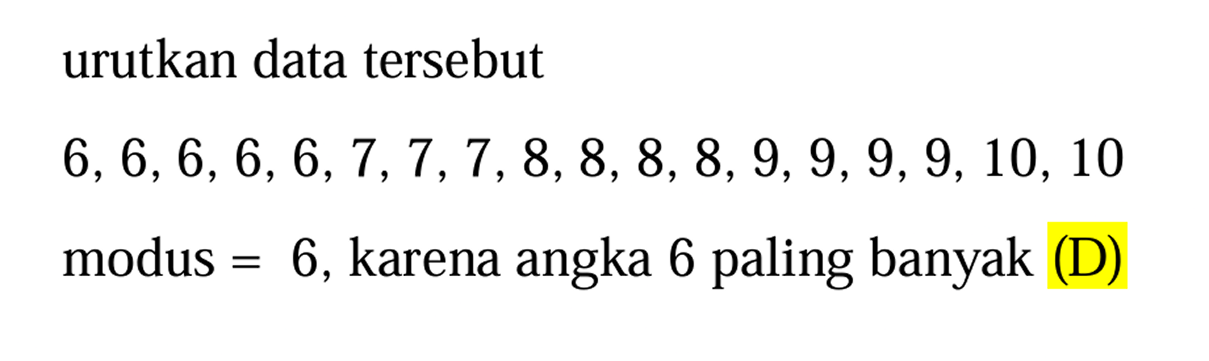 urutkan data tersebut
6, 6, 6, 6, 6, 7, 7, 7, 8, 8, 8, 8, 9, 9, 9, 9, 10, 10
modus = 6, karena angka 6 paling banyak (D)